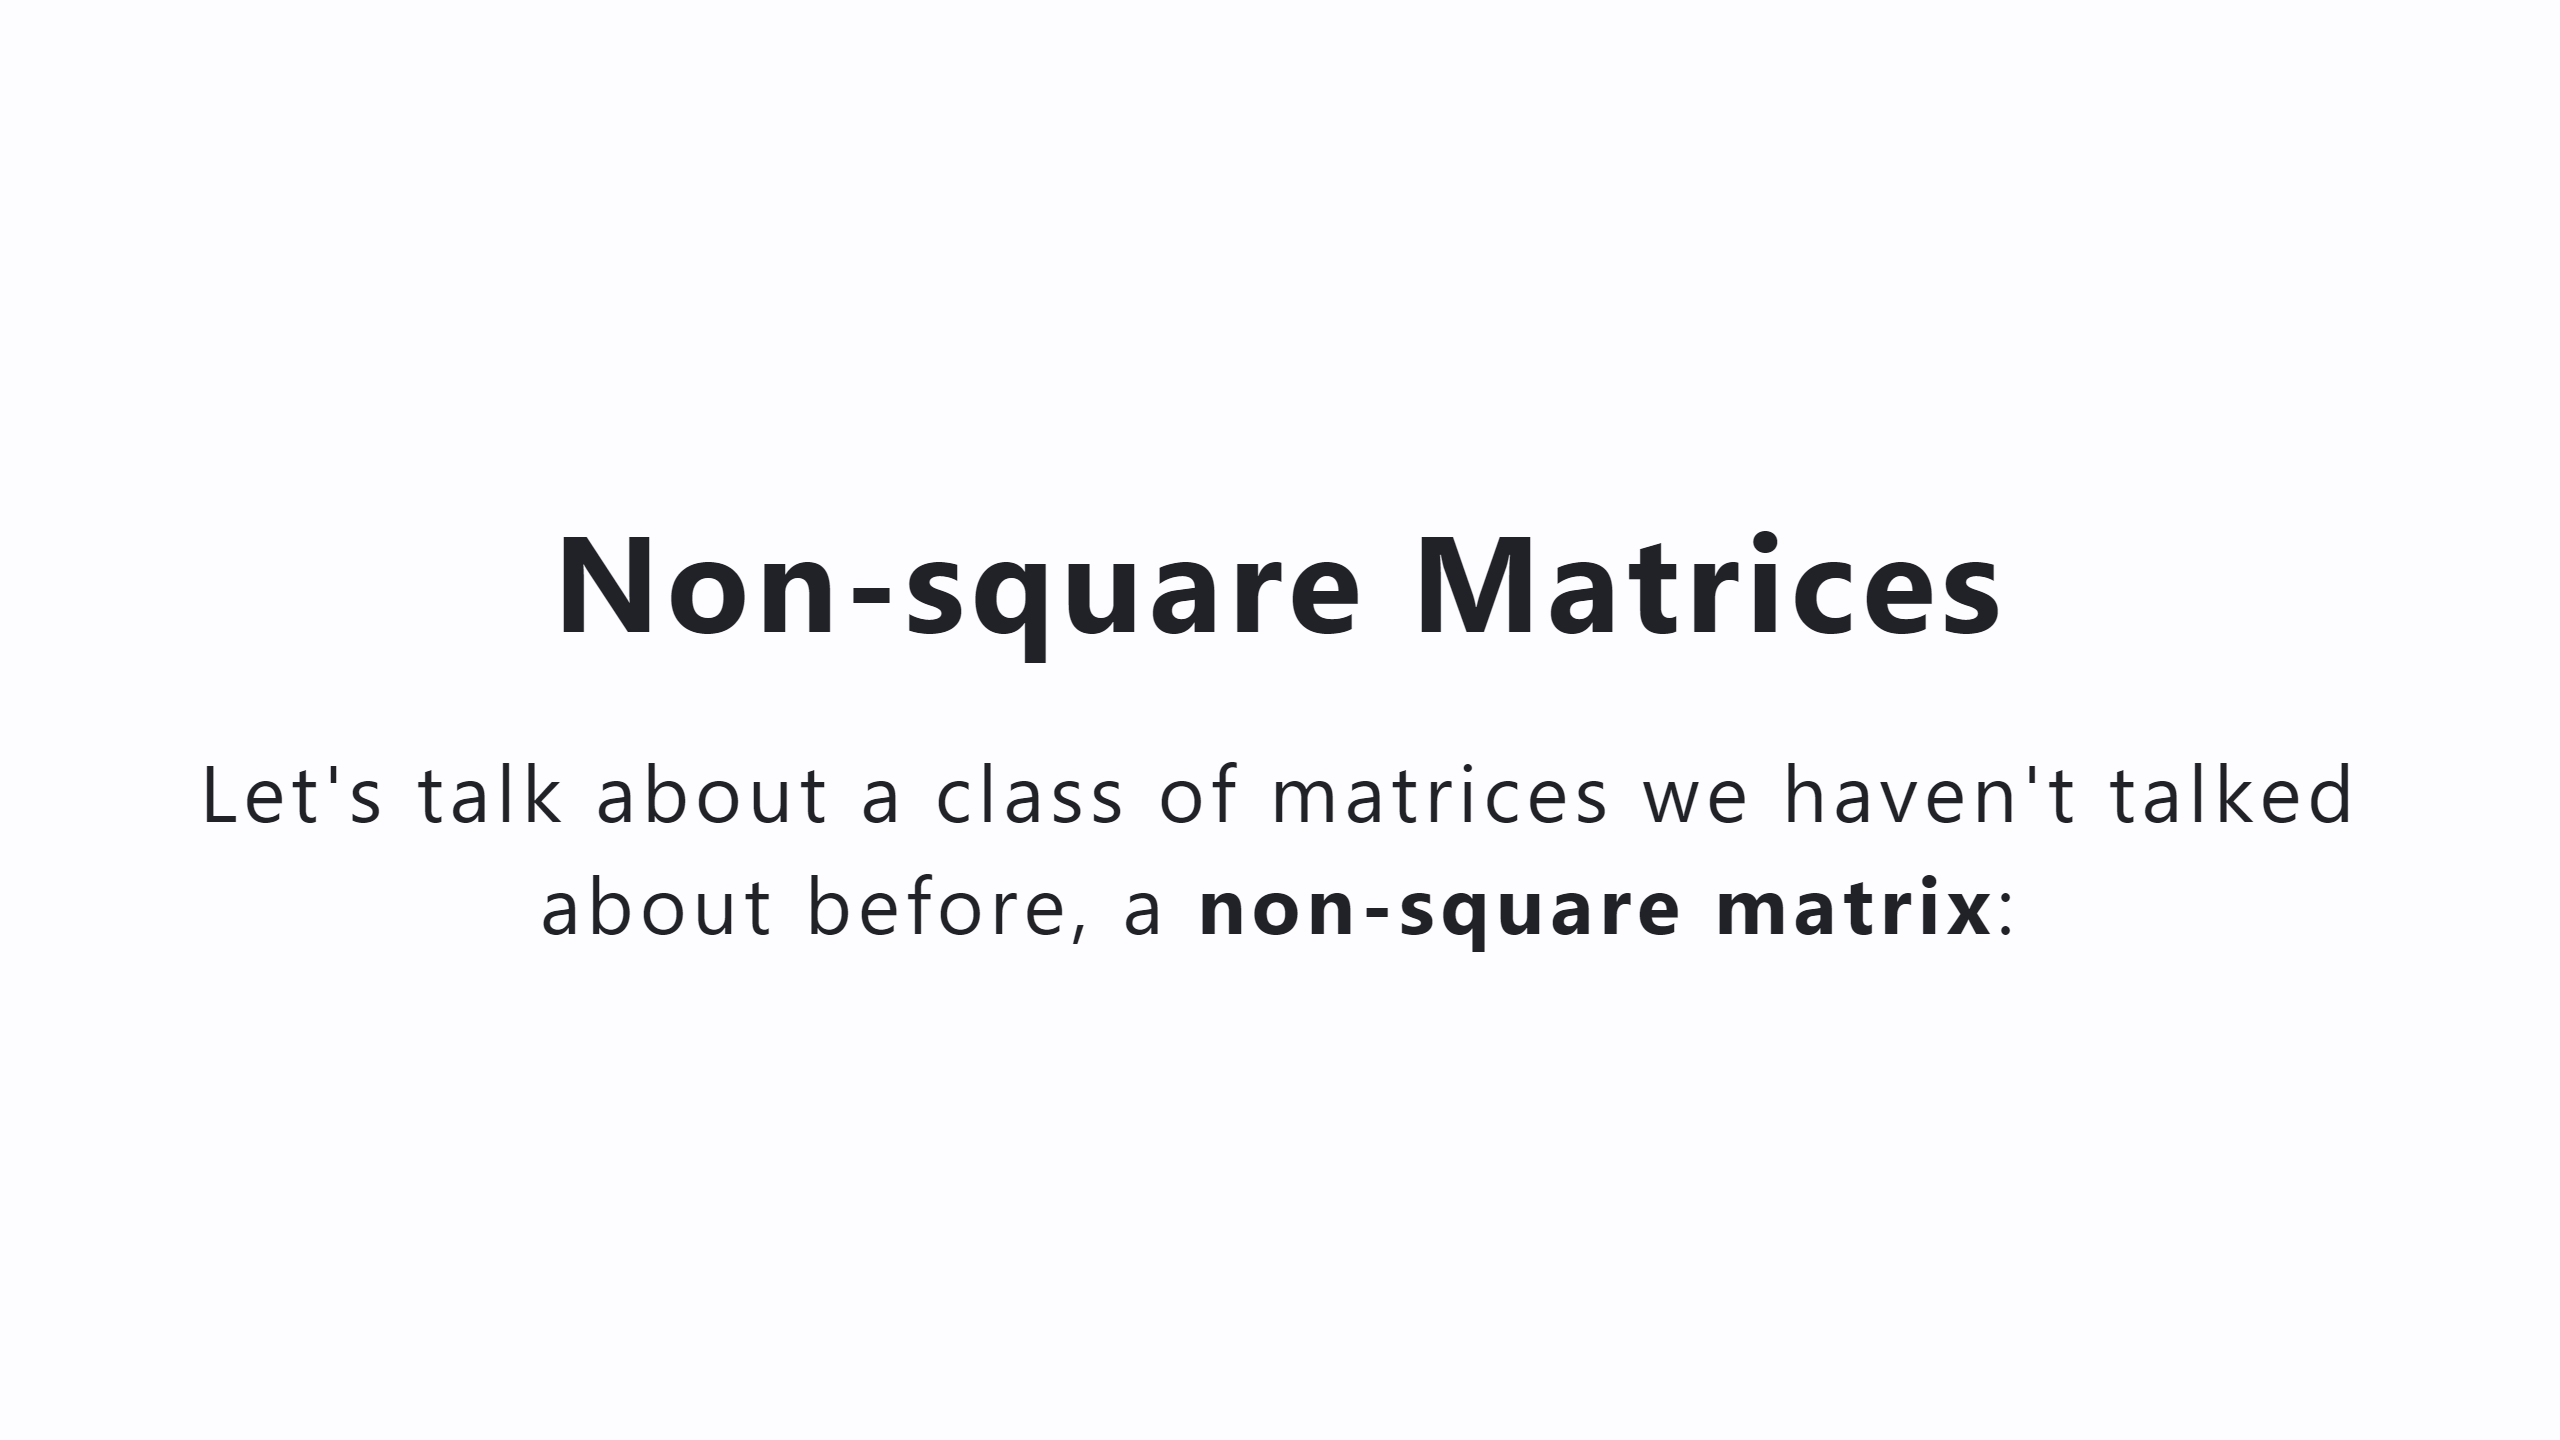 Non-square Matrices
Let's talk about a class of matrices we haven't talked
about before, a non-square matrix: